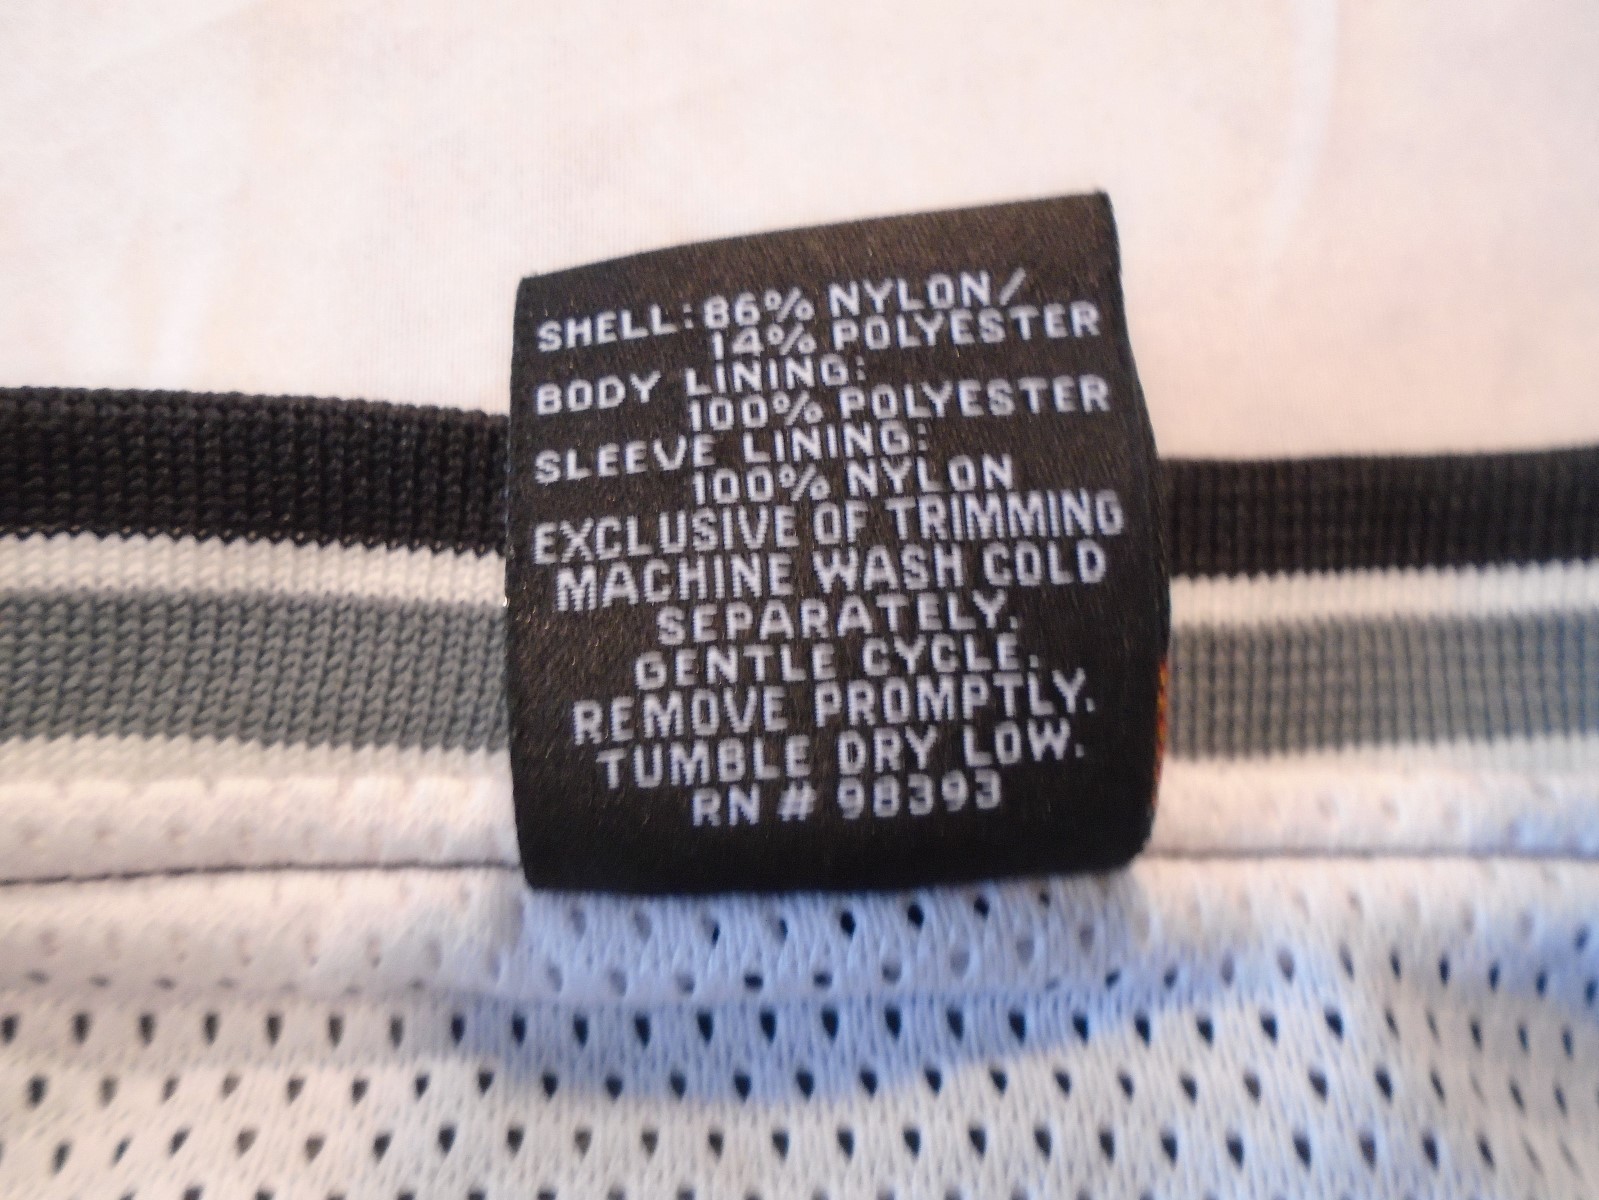 SHELL: 86% NYLON/
14% POLYESTER
BODY LINING:
100% POLYESTER
SLEEVE LINING:
100% NYLON
EXCLUSIVE OF TRIMMING
MACHINE WASH COLD
SEPARATELY.
GENTLE CYCLE.
REMOVE PROMPTLY.
TUMBLE DRY LOW.
RN # 98393